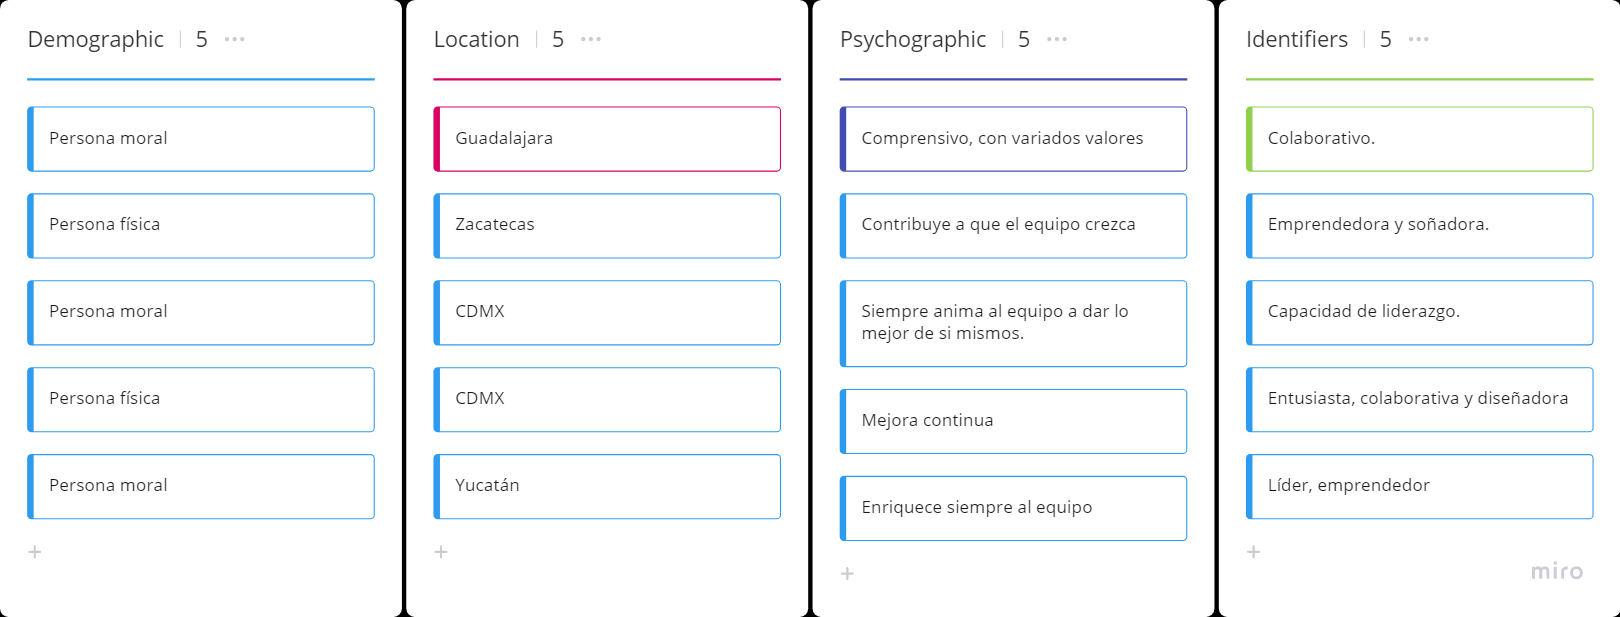 Demographic | 5 ...
Persona moral
Persona física
Persona moral
Persona física
Persona moral
+
Location | 5 ...
Guadalajara
Zacatecas
CDMX
CDMX
Yucatán
+
Psychographic | 5 ...
Comprensivo, con variados valores
Contribuye a que el equipo crezca
Siempre anima al equipo a dar lo
mejor de si mismos.
Mejora continua
Enriquece siempre al equipo
+
Identifiers | 5 ...
Colaborativo.
Emprendedora y soñadora.
Capacidad de liderazgo.
Entusiasta, colaborativa y diseñadora
Líder, emprendedor
+
miro